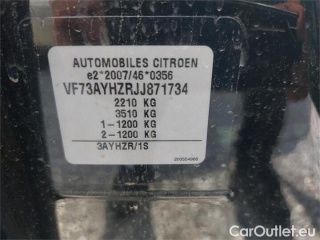 AUTOMOBILES CITROEN
e2*2007/46*0356
VF73AYHZRJJ871734
2210 KG
3510 KG
1-1200 KG
2-1200 KG
3AYHZR/1S
CarOutlet.eu